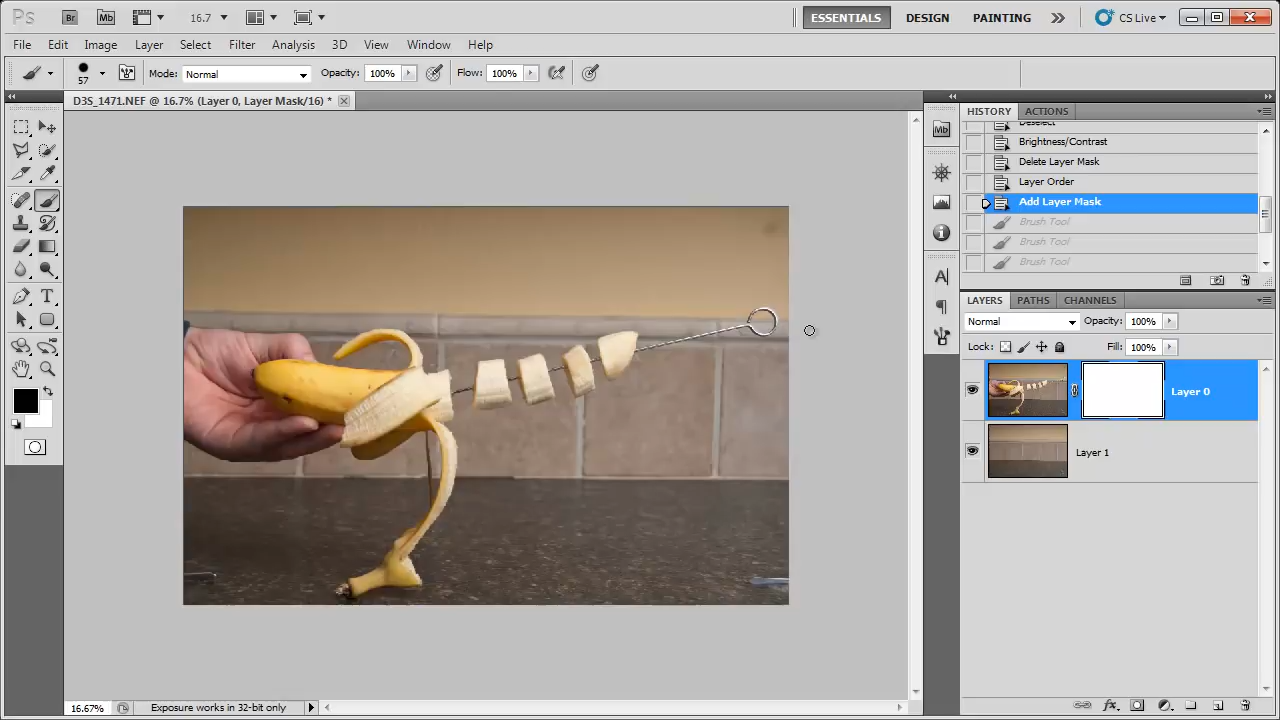 Ps Br Mb 16.7 ESSENTIALS DESIGN PAINTING CS Live
File Edit Image Layer Select Filter Analysis 3D View Window Help
57 Mode: Normal Opacity: 100% Flow: 100%
D3S_1471.NEF @ 16.7% (Layer 0, Layer Mask/16) *
HISTORY ACTIONS
Mb
Deselect
Brightness/Contrast
Delete Layer Mask
Layer Order
Add Layer Mask
Brush Tool
Brush Tool
Brush Tool
LAYERS PATHS CHANNELS
Normal Opacity: 100%
Lock: Fill: 100%
Layer 0
Layer 1
16.67% Exposure works in 32-bit only